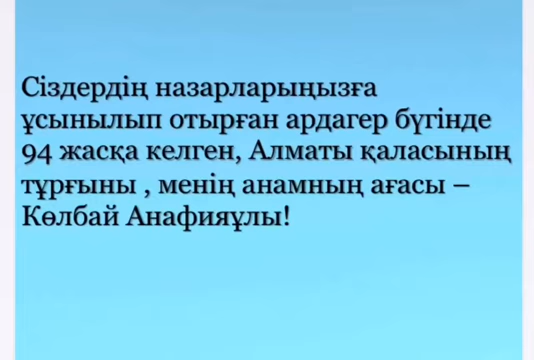 Сіздердің назарларыңызға
ұсынылып отырған ардагер бүгінде
94 жасқа келген, Алматы қаласының
тұрғыны , менің анамның ағасы –
Көлбай Анафияұлы!